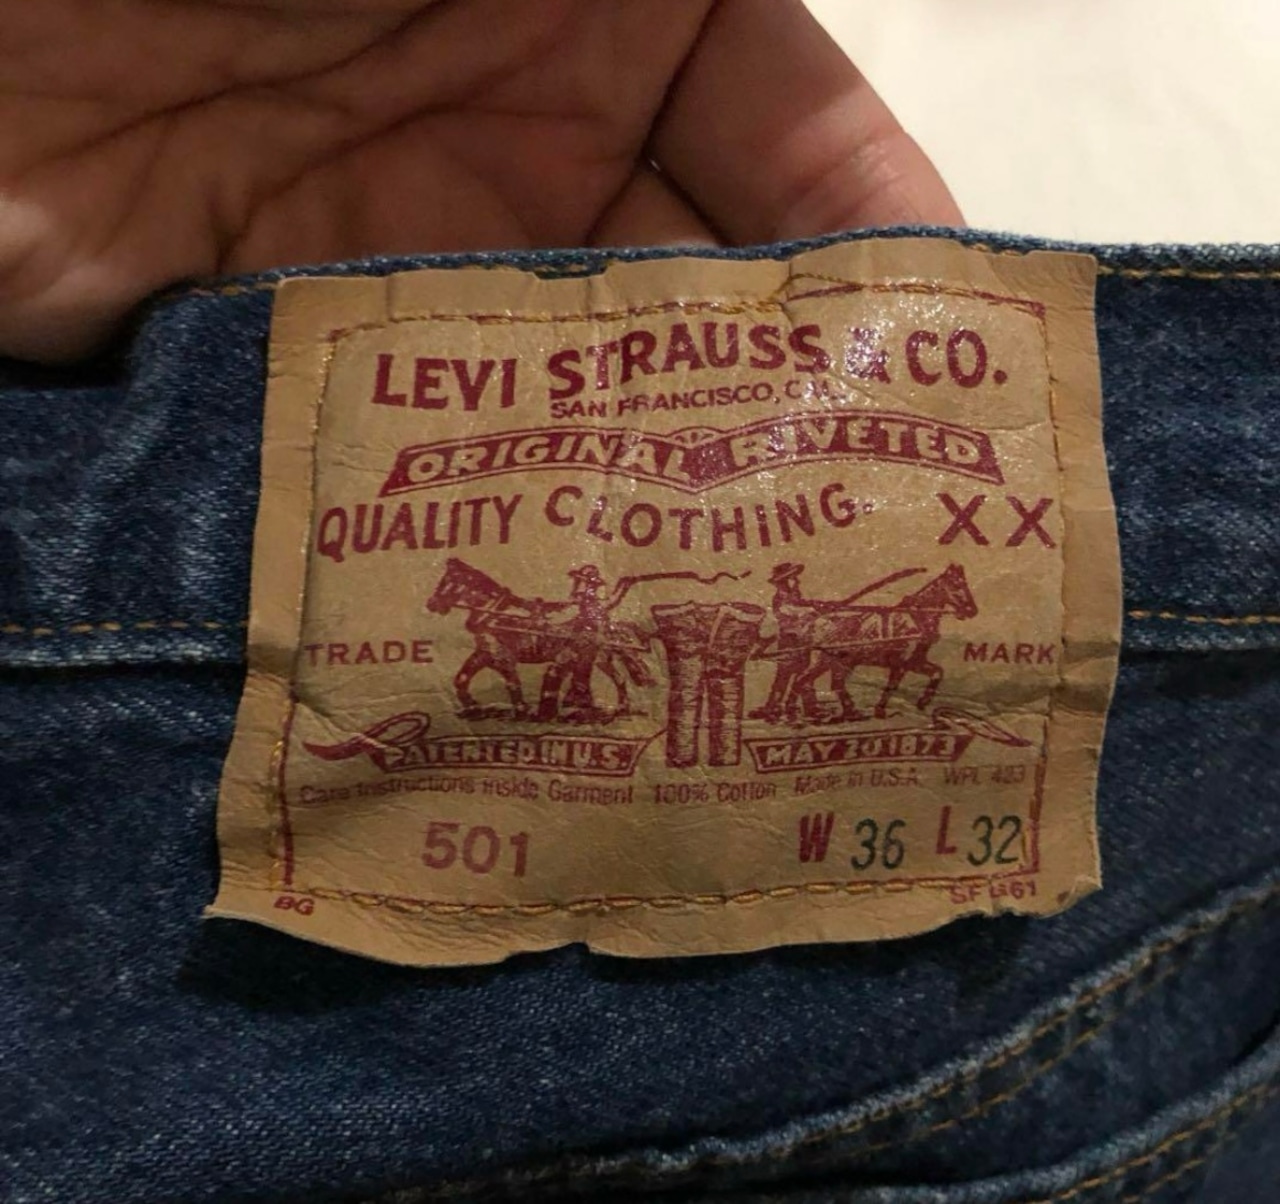 LEVI STRAUSS & CO.
SAN FRANCISCO, CAL.
ORIGINAL RIVETED
QUALITY CLOTHING. XX
TRADE MARK
PATENTED IN U.S. MAY 20 1873
Care Instructions Inside Garment 100% Cotton Made in U.S.A. WPL 423
501 W 36 L 32
BG SF